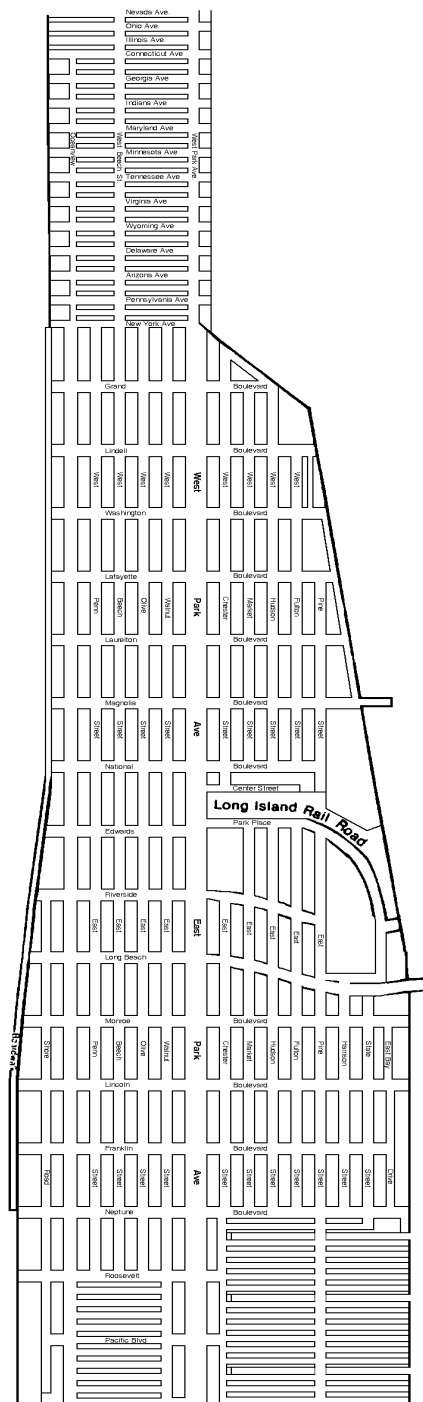 Nevada Ave.
Ohio Ave.
Illinois Ave.
Connecticut Ave
Georgia Ave
Indiana Ave
Maryland Ave
Oceanview
West Beach St
West Park Ave
Minnesota Ave
Tennessee Ave
Virginia Ave
Wyoming Ave
Delaware Ave
Arizona Ave
Pennsylvania Ave
New York Ave
Grand Boulevard
Lindell Boulevard
West West West West West West West West West
Washington Boulevard
Lafayette Boulevard
Penn Beech Olive Walnut Park Chester Market Hudson Fulton Pine
Laurelton Boulevard
Magnolia Boulevard
Street Street Street Street Ave Street Street Street Street Street
National Boulevard
Center Street
Long Island Rail Road
Park Place
Edwards
Riverside
East East East East East East East East East East
Long Beach
Monroe Boulevard
Shore Penn Beech Olive Walnut Park Chester Market Hudson Fulton Pine Harrison State East Bay
Lincoln Boulevard
Franklin Boulevard
Road Street Street Street Street Ave Street Street Street Street Street Street Street Drive
Neptune Boulevard
Roosevelt
Pacific Blvd